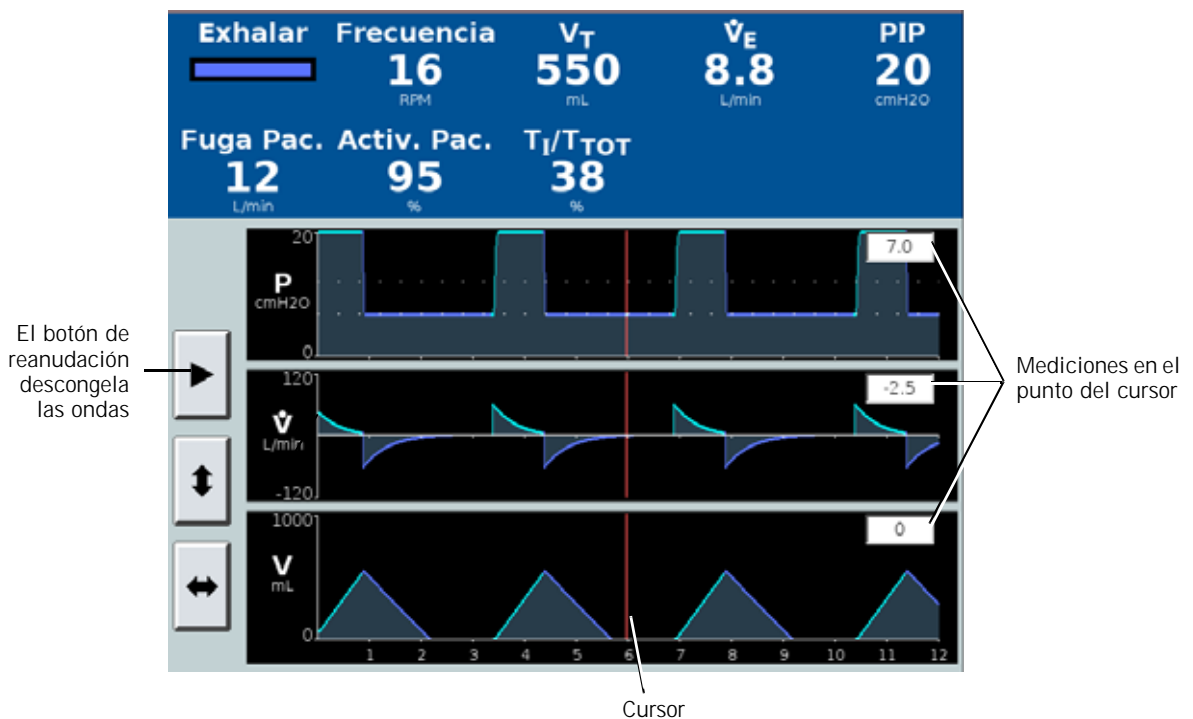 Exhalar Frecuencia VT V̇E PIP
16 550 8.8 20
RPM mL L/min cmH2O
Fuga Pac. Activ. Pac. TI/TTOT
12 95 38
L/min % %
20
7.0
P
cmH2O
0
El botón de
reanudación
descongela
las ondas
Mediciones en el
punto del cursor
120
-2.5
V̇
L/min
-120
1000
0
V
mL
0
1 2 3 4 5 6 7 8 9 10 11 12
Cursor